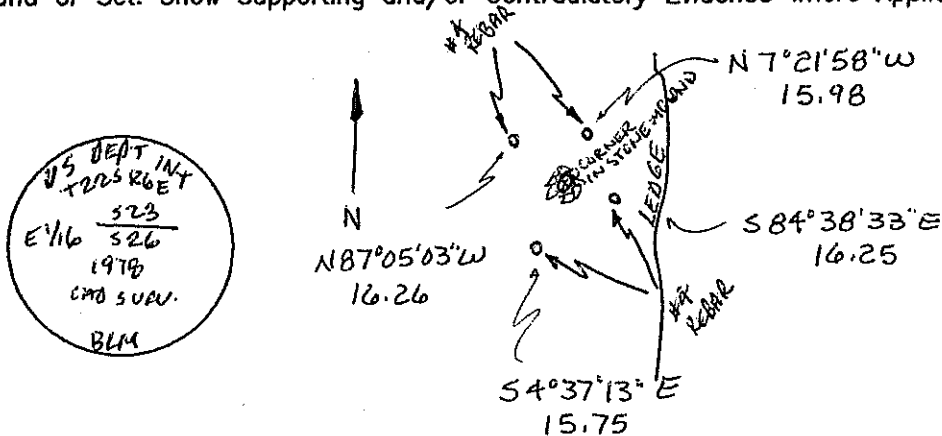 and or Set. Show Supporting and/or Contradictory Evidence Where Applic
#4 REBAR
N 7°21'58"W
15.98
CORNER
IN STONE MOUND
LEDGE
US DEPT INT
T22S R6E
E 1/16 S23
S26
1978
CAD SURV.
BLM
N
N87°05'03"W
16.26
S 84°38'33"E
16.25
#4 REBAR
S 4°37'13"E
15.75